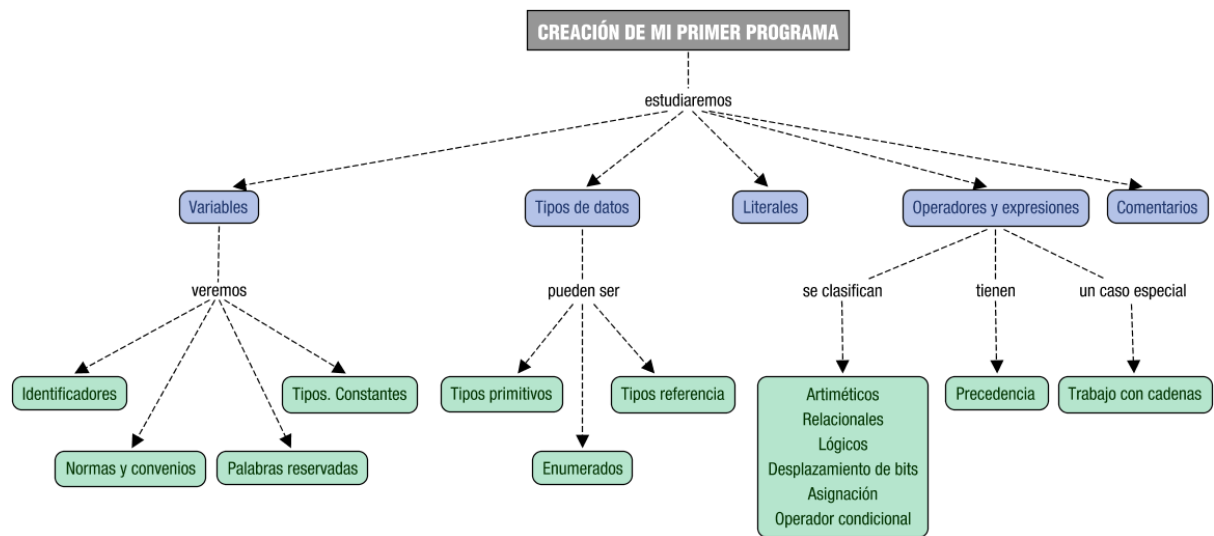 CREACIÓN DE MI PRIMER PROGRAMA
estudiaremos
Variables
Tipos de datos
Literales
Operadores y expresiones
Comentarios
veremos
pueden ser
se clasifican
tienen
un caso especial
Identificadores
Tipos. Constantes
Tipos primitivos
Tipos referencia
Artiméticos
Relacionales
Lógicos
Desplazamiento de bits
Asignación
Operador condicional
Precedencia
Trabajo con cadenas
Normas y convenios
Palabras reservadas
Enumerados